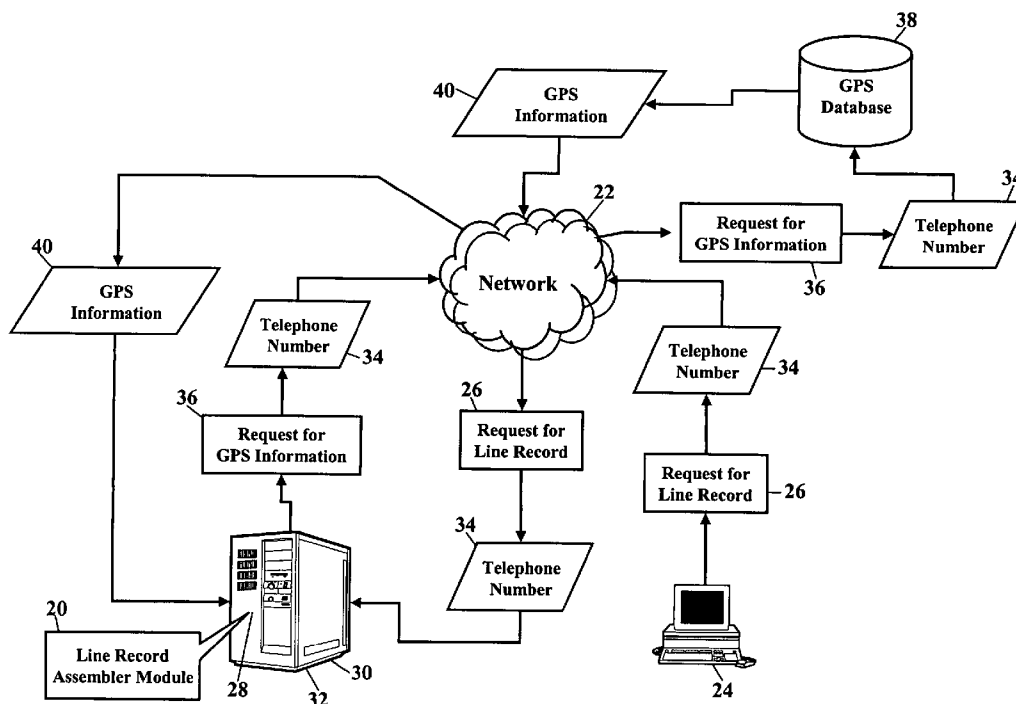 38
GPS
Database
40
GPS
Information
34
Telephone
Number
22
Network
Request for
GPS Information
36
40
GPS
Information
Telephone
Number
34
Telephone
Number
34
36
Request for
GPS Information
26
Request for
Line Record
Request for
Line Record
26
34
Telephone
Number
20
Line Record
Assembler Module
28
30
32
24